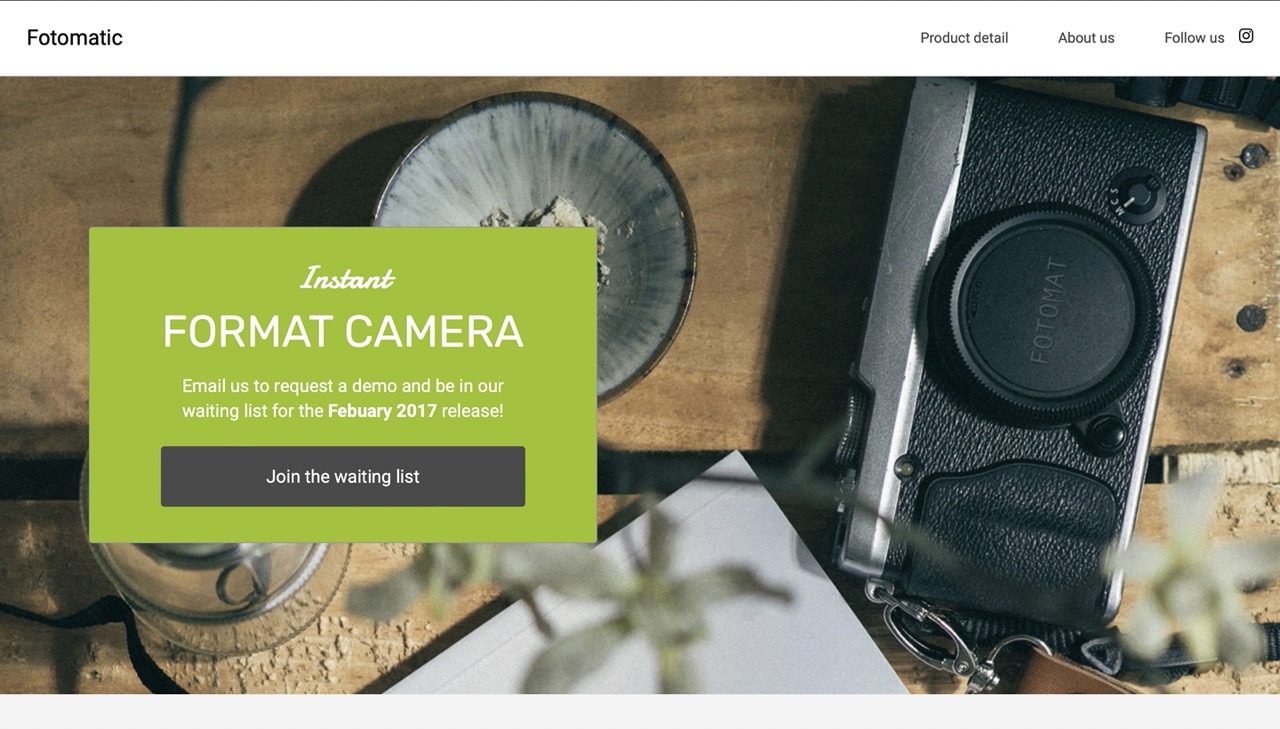 Fotomatic
Product detail
About us
Follow us
Instant
FORMAT CAMERA
Email us to request a demo and be in our
waiting list for the Febuary 2017 release!
Join the waiting list
FOTOMAT